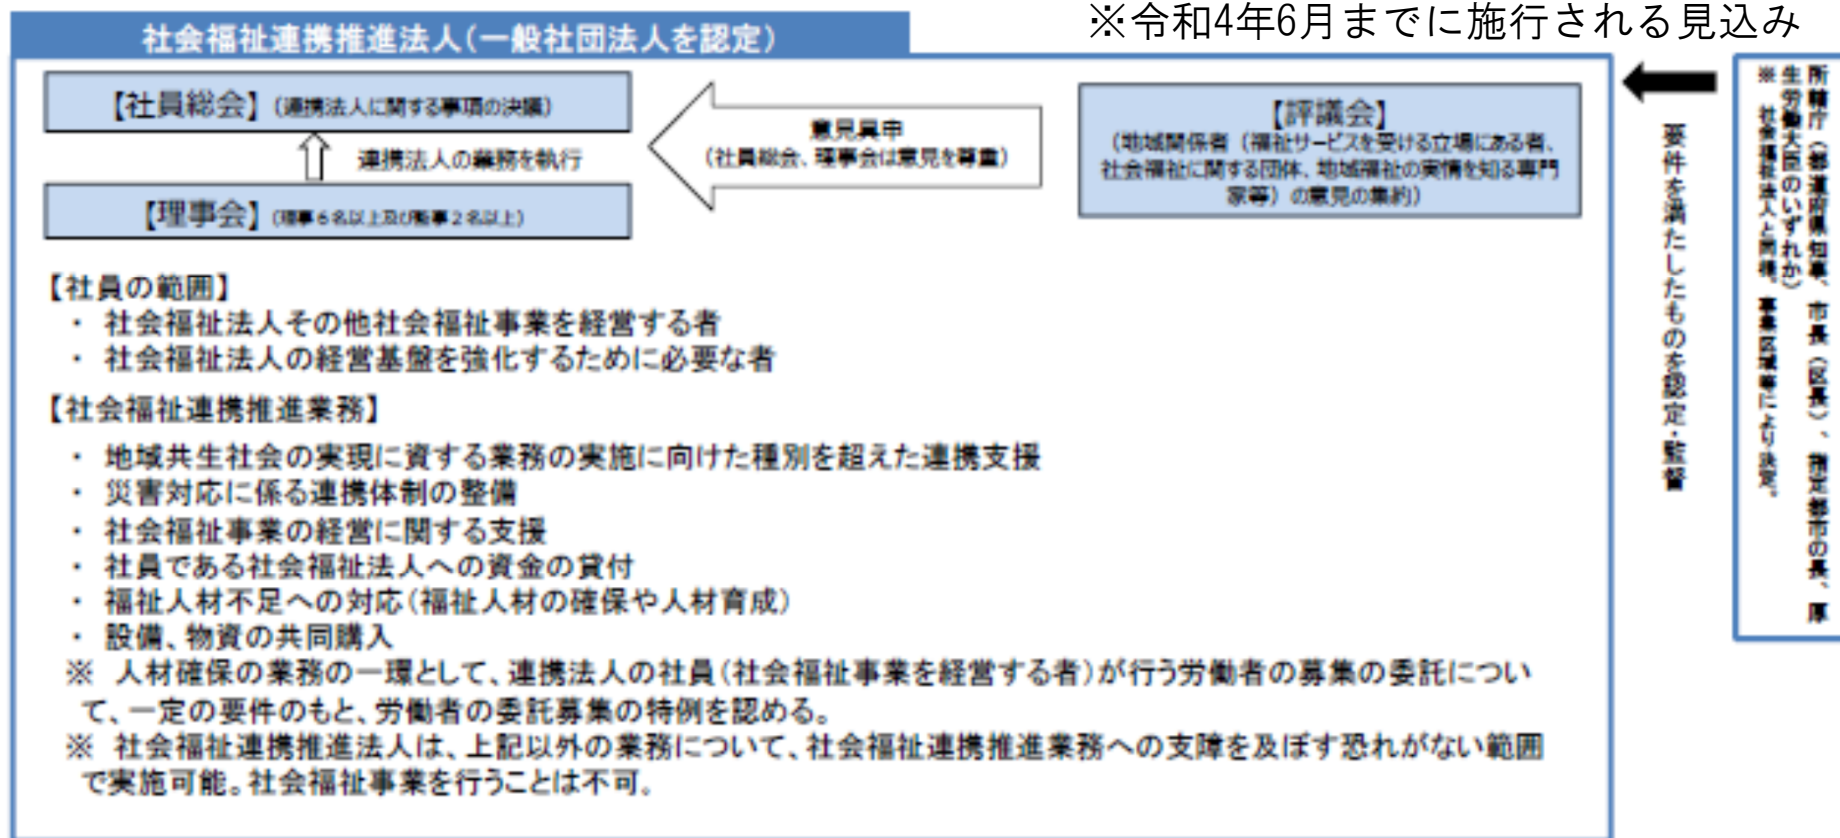 ※令和4年6月までに施行される見込み
社会福祉連携推進法人(一般社団法人を認定)
【社員総会】(連携法人に関する事項の決議)
連携法人の業務を執行
【理事会】(理事6名以上及び監事2名以上)
意見具申
(社員総会、理事会は意見を尊重)
【評議会】
(地域関係者(福祉サービスを受ける立場にある者、
社会福祉に関する団体、地域福祉の実情を知る専門
家等)の意見の集約)
【社員の範囲】
・ 社会福祉法人その他社会福祉事業を経営する者
・ 社会福祉法人の経営基盤を強化するために必要な者
【社会福祉連携推進業務】
・ 地域共生社会の実現に資する業務の実施に向けた種別を超えた連携支援
・ 災害対応に係る連携体制の整備
・ 社会福祉事業の経営に関する支援
・ 社員である社会福祉法人への資金の貸付
・ 福祉人材不足への対応(福祉人材の確保や人材育成)
・ 設備、物資の共同購入
※ 人材確保の業務の一環として、連携法人の社員(社会福祉事業を経営する者)が行う労働者の募集の委託につい
て、一定の要件のもと、労働者の委託募集の特例を認める。
※ 社会福祉連携推進法人は、上記以外の業務について、社会福祉連携推進業務への支障を及ぼす恐れがない範囲
で実施可能。社会福祉事業を行うことは不可。
要件を満たしたものを認定・監督
所轄庁(都道府県知事、市長(区長)、指定都市の長、厚
生労働大臣のいずれか)
※ 社会福祉法人と同様、事業区域等により決定。